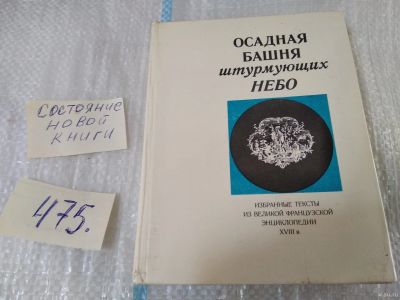 ОСАДНАЯ
БАШНЯ
штурмующих
НЕБО
ИЗБРАННЫЕ ТЕКСТЫ
ИЗ ВЕЛИКОЙ ФРАНЦУЗСКОЙ
ЭНЦИКЛОПЕДИИ
XVIII в.
Состояние
новой
книги
475.